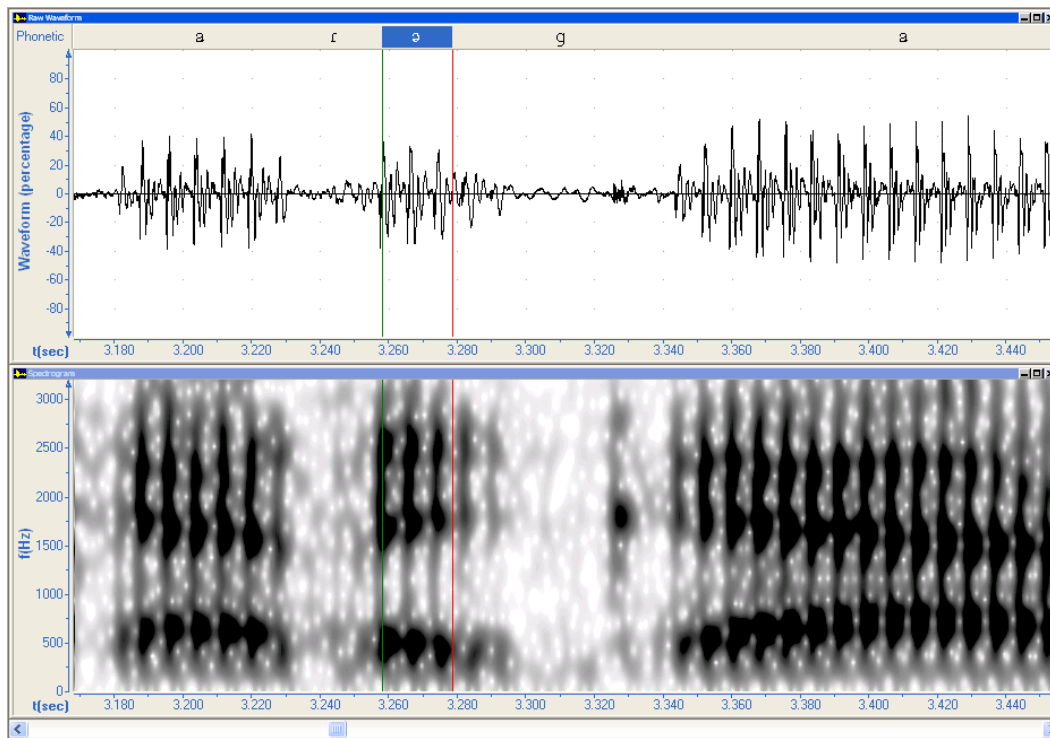 Raw Waveform
Phonetic a ɾ ə g a
80
60
40
20
0
-20
-40
-60
-80
Waveform (percentage)
t(sec) 3.180 3.200 3.220 3.240 3.260 3.280 3.300 3.320 3.340 3.360 3.380 3.400 3.420 3.440
Spectrogram
3000
2500
2000
1500
1000
500
0
f(Hz)
t(sec) 3.180 3.200 3.220 3.240 3.260 3.280 3.300 3.320 3.340 3.360 3.380 3.400 3.420 3.440